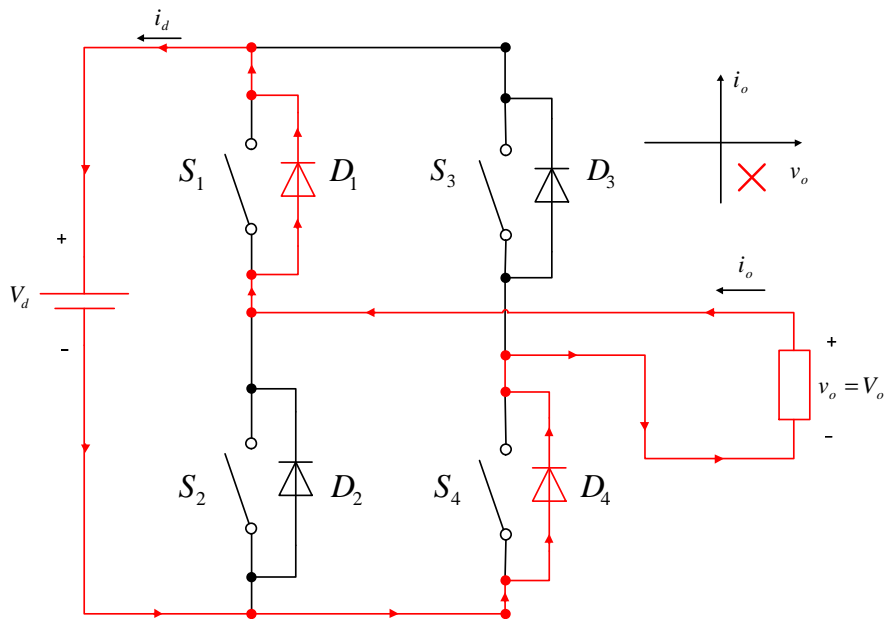 i_d
i_o
S_1
D_1
S_3
D_3
v_o
+
i_o
V_d
+
v_o = V_o
-
-
S_2
D_2
S_4
D_4